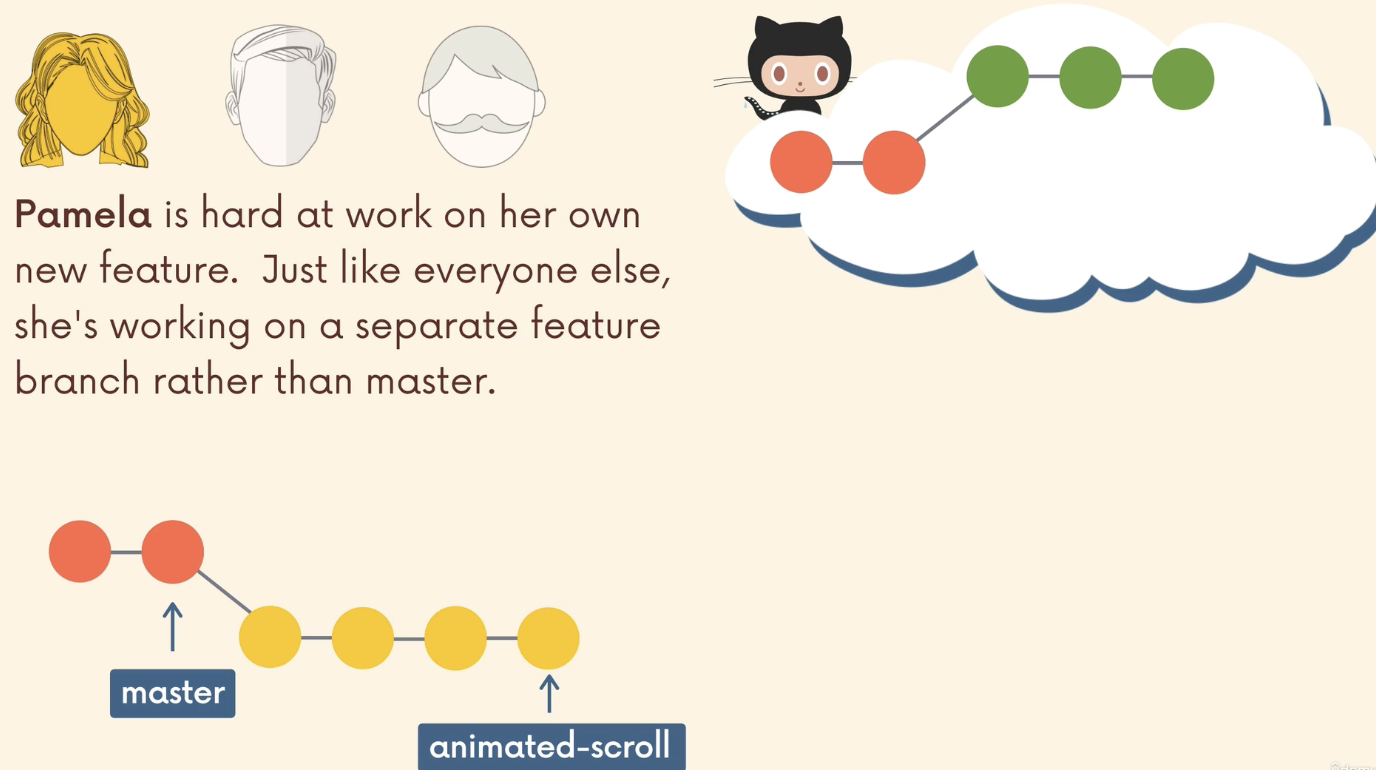 Pamela is hard at work on her own
new feature.  Just like everyone else,
she's working on a separate feature
branch rather than master.
master
animated-scroll